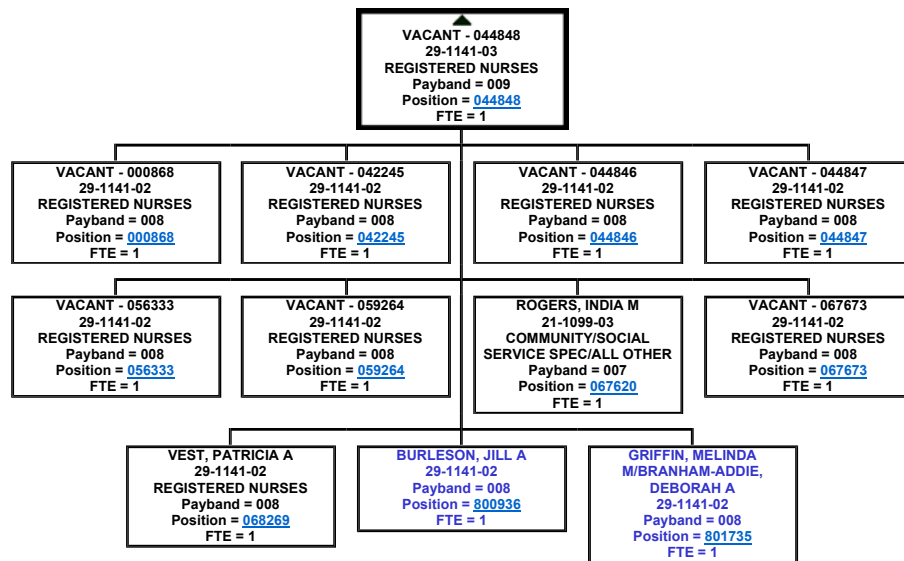 VACANT - 044848
29-1141-03
REGISTERED NURSES
Payband = 009
Position = 044848
FTE = 1
VACANT - 000868
29-1141-02
REGISTERED NURSES
Payband = 008
Position = 000868
FTE = 1
VACANT - 042245
29-1141-02
REGISTERED NURSES
Payband = 008
Position = 042245
FTE = 1
VACANT - 044846
29-1141-02
REGISTERED NURSES
Payband = 008
Position = 044846
FTE = 1
VACANT - 044847
29-1141-02
REGISTERED NURSES
Payband = 008
Position = 044847
FTE = 1
VACANT - 056333
29-1141-02
REGISTERED NURSES
Payband = 008
Position = 056333
FTE = 1
VACANT - 059264
29-1141-02
REGISTERED NURSES
Payband = 008
Position = 059264
FTE = 1
ROGERS, INDIA M
21-1099-03
COMMUNITY/SOCIAL
SERVICE SPEC/ALL OTHER
Payband = 007
Position = 067620
FTE = 1
VACANT - 067673
29-1141-02
REGISTERED NURSES
Payband = 008
Position = 067673
FTE = 1
VEST, PATRICIA A
29-1141-02
REGISTERED NURSES
Payband = 008
Position = 068269
FTE = 1
BURLESON, JILL A
29-1141-02
Payband = 008
Position = 800936
FTE = 1
GRIFFIN, MELINDA
M/BRANHAM-ADDIE,
DEBORAH A
29-1141-02
Payband = 008
Position = 801735
FTE = 1